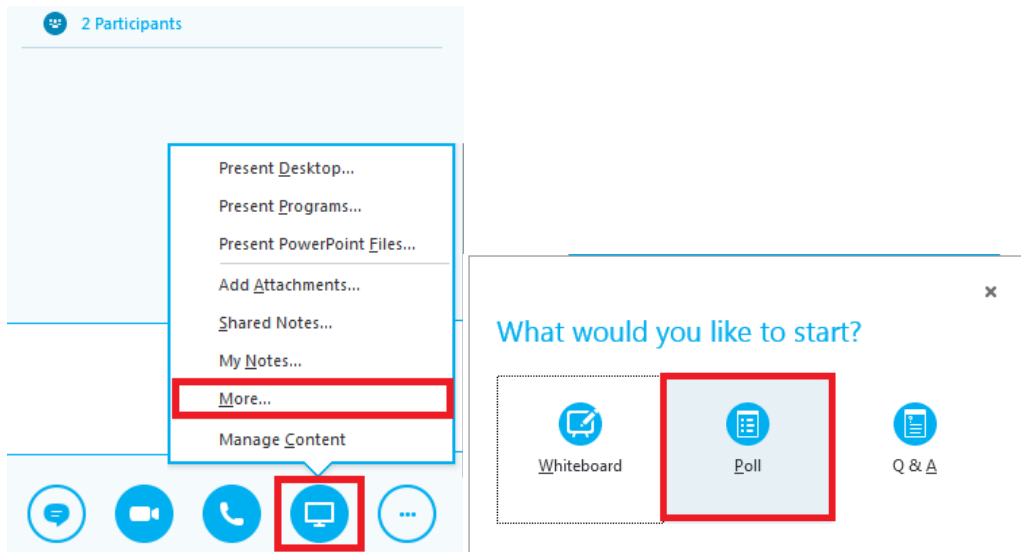 2 Participants
Present Desktop...
Present Programs...
Present PowerPoint Files...
Add Attachments...
Shared Notes...
My Notes...
More...
Manage Content
What would you like to start?
Whiteboard
Poll
Q & A